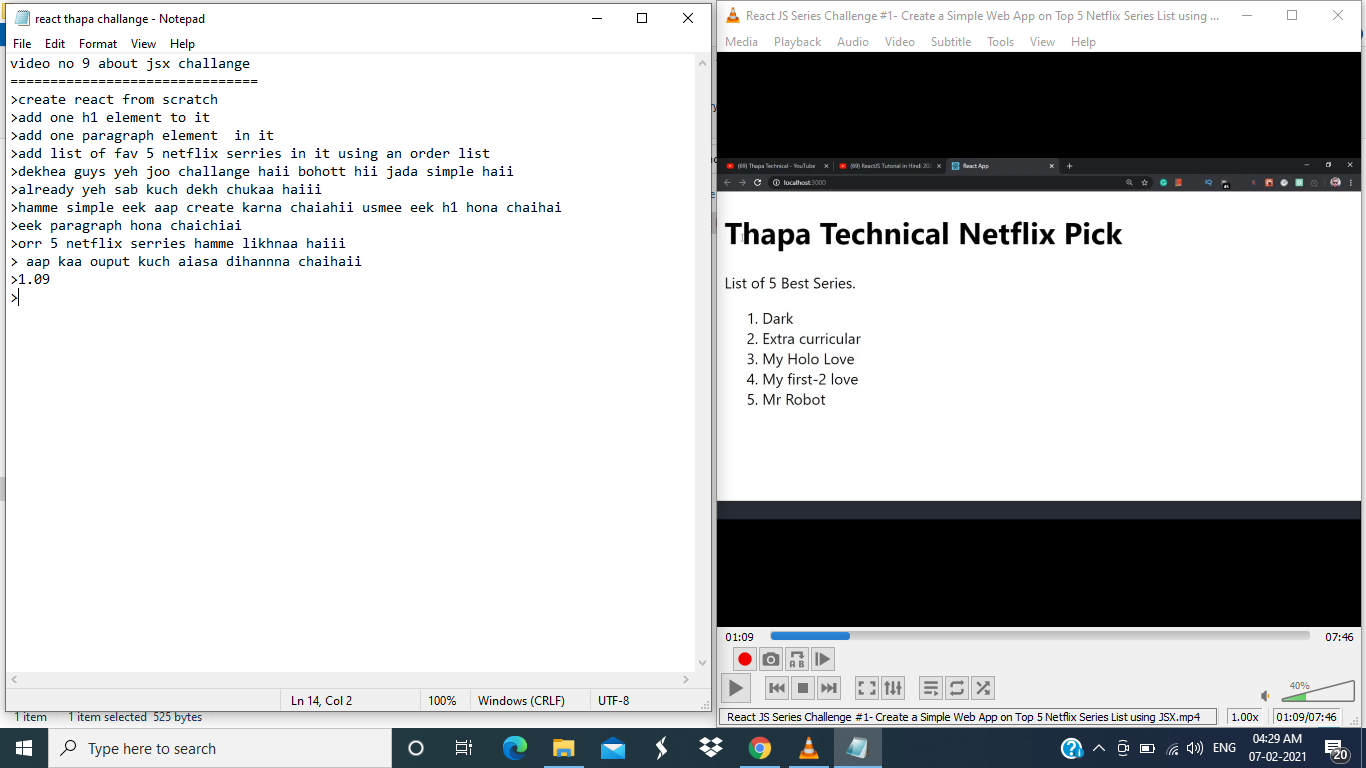 react thapa challange - Notepad
File Edit Format View Help
video no 9 about jsx challange
===============================
>create react from scratch
>add one h1 element to it
>add one paragraph element  in it
>add list of fav 5 netflix serries in it using an order list
>dekhea guys yeh joo challange haii bohott hii jada simple haii
>already yeh sab kuch dekh chukaa haiii
>hamme simple eek aap create karna chaiahii usmee eek h1 hona chaihai
>eek paragraph hona chaichiai
>orr 5 netflix serries hamme likhnaa haiii
> aap kaa ouput kuch aiasa dihannna chaihaii
>1.09
>
Ln 14, Col 2 100% Windows (CRLF) UTF-8
1 item 1 item selected 525 bytes
React JS Series Challenge #1- Create a Simple Web App on Top 5 Netflix Series List using ...
Media Playback Audio Video Subtitle Tools View Help
(69) Thapa Technical - YouTube (69) ReactJS Tutorial in Hindi 20 React App
localhost:3000
Thapa Technical Netflix Pick
List of 5 Best Series.
1. Dark
2. Extra curricular
3. My Holo Love
4. My first-2 love
5. Mr Robot
01:09 07:46
40%
React JS Series Challenge #1- Create a Simple Web App on Top 5 Netflix Series List using JSX.mp4 1.00x 01:09/07:46
Type here to search
ENG 04:29 AM
07-02-2021
20